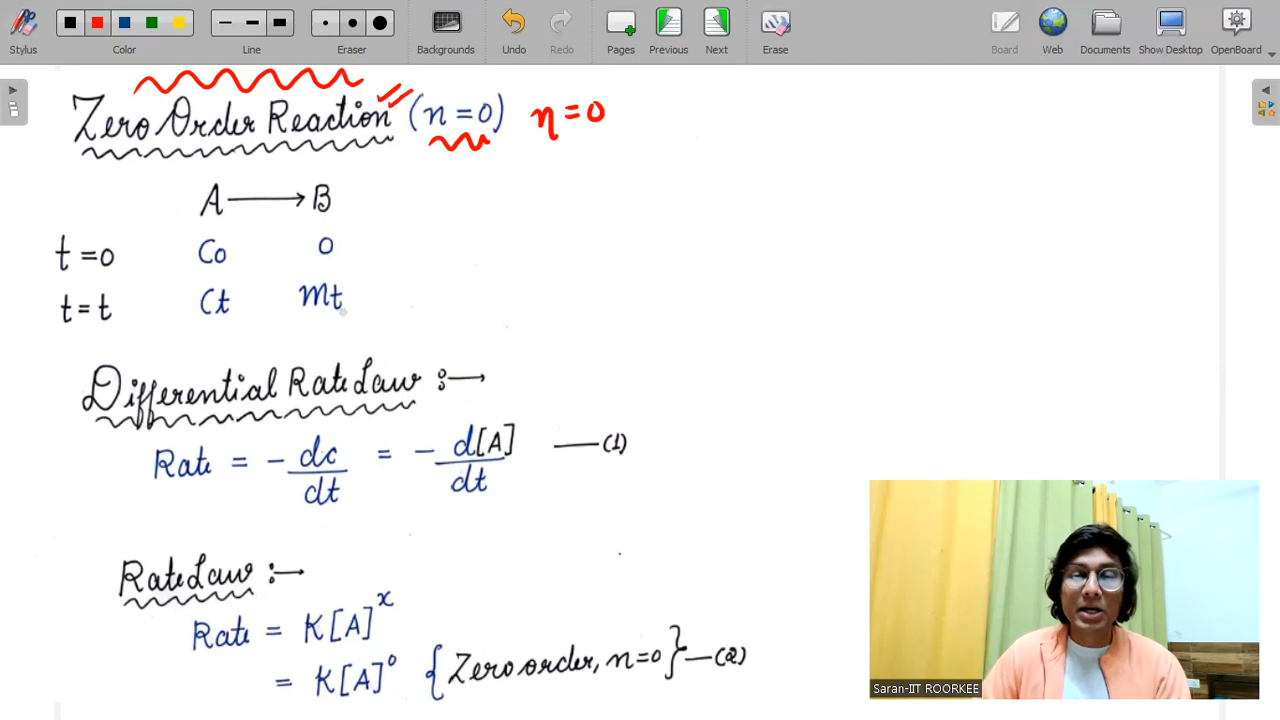 Stylus
Color
Line
Eraser
Backgrounds
Undo
Redo
Pages
Previous
Next
Erase
Board
Web
Documents
Show Desktop
OpenBoard
Zero Order Reaction (n=0) n=0
A → B
t=0 Co 0
t=t Ct Mt
Differential Rate Law :→
Rate = - dc/dt = - d[A]/dt —(1)
Rate Law :→
Rate = K[A]^x
= K[A]^0 {Zero order, n=0} —(2)
Saran-IIT ROORKEE